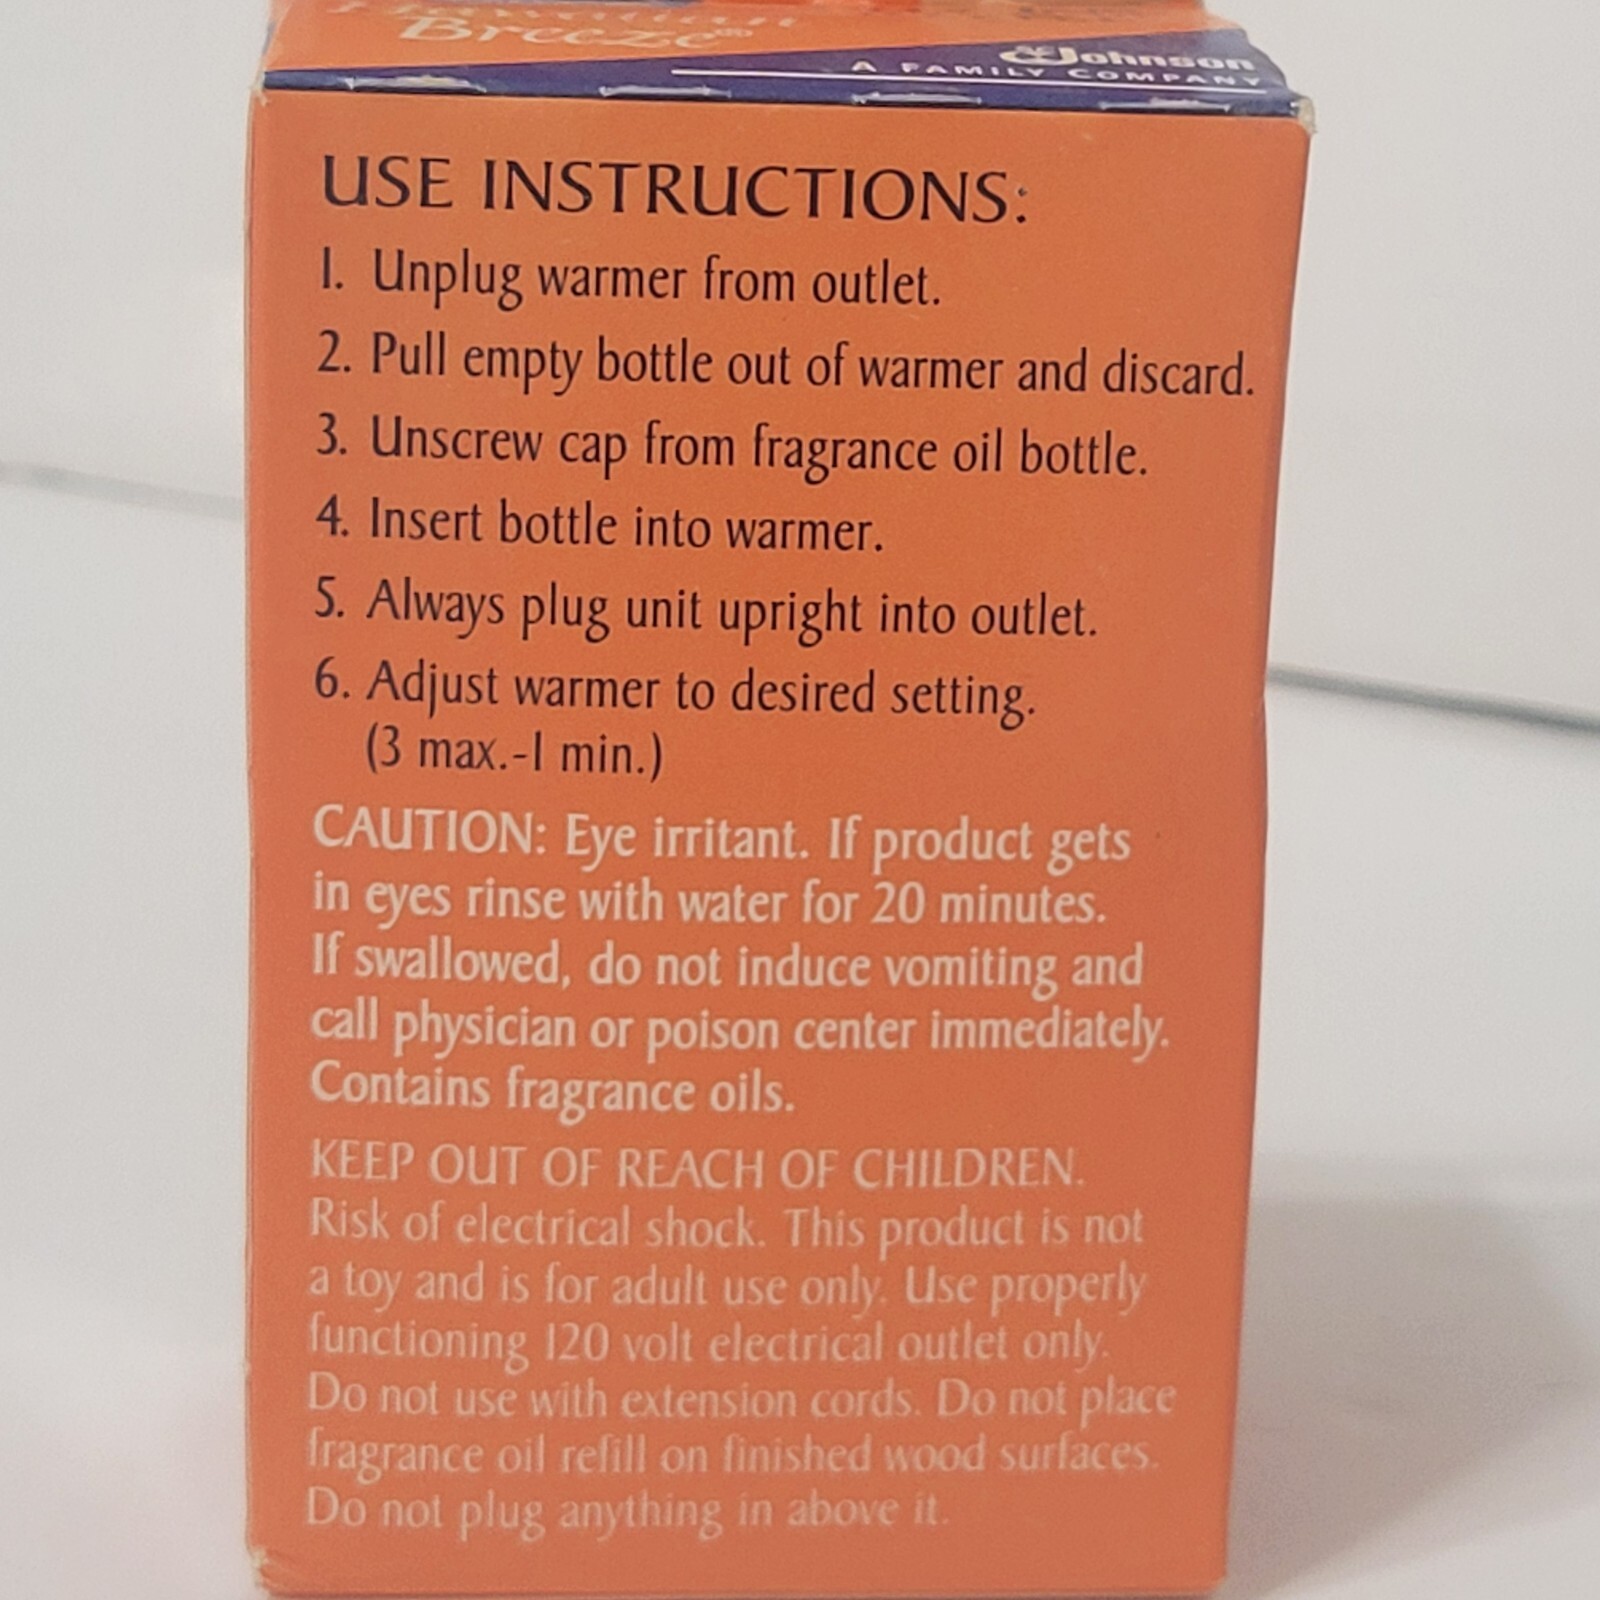 Hawaiian
Breeze®
SC Johnson
A FAMILY COMPANY
USE INSTRUCTIONS:
1. Unplug warmer from outlet.
2. Pull empty bottle out of warmer and discard.
3. Unscrew cap from fragrance oil bottle.
4. Insert bottle into warmer.
5. Always plug unit upright into outlet.
6. Adjust warmer to desired setting.
(3 max.-1 min.)
CAUTION: Eye irritant. If product gets
in eyes rinse with water for 20 minutes.
If swallowed, do not induce vomiting and
call physician or poison center immediately.
Contains fragrance oils.
KEEP OUT OF REACH OF CHILDREN.
Risk of electrical shock. This product is not
a toy and is for adult use only. Use properly
functioning 120 volt electrical outlet only.
Do not use with extension cords. Do not place
fragrance oil refill on finished wood surfaces.
Do not plug anything in above it.